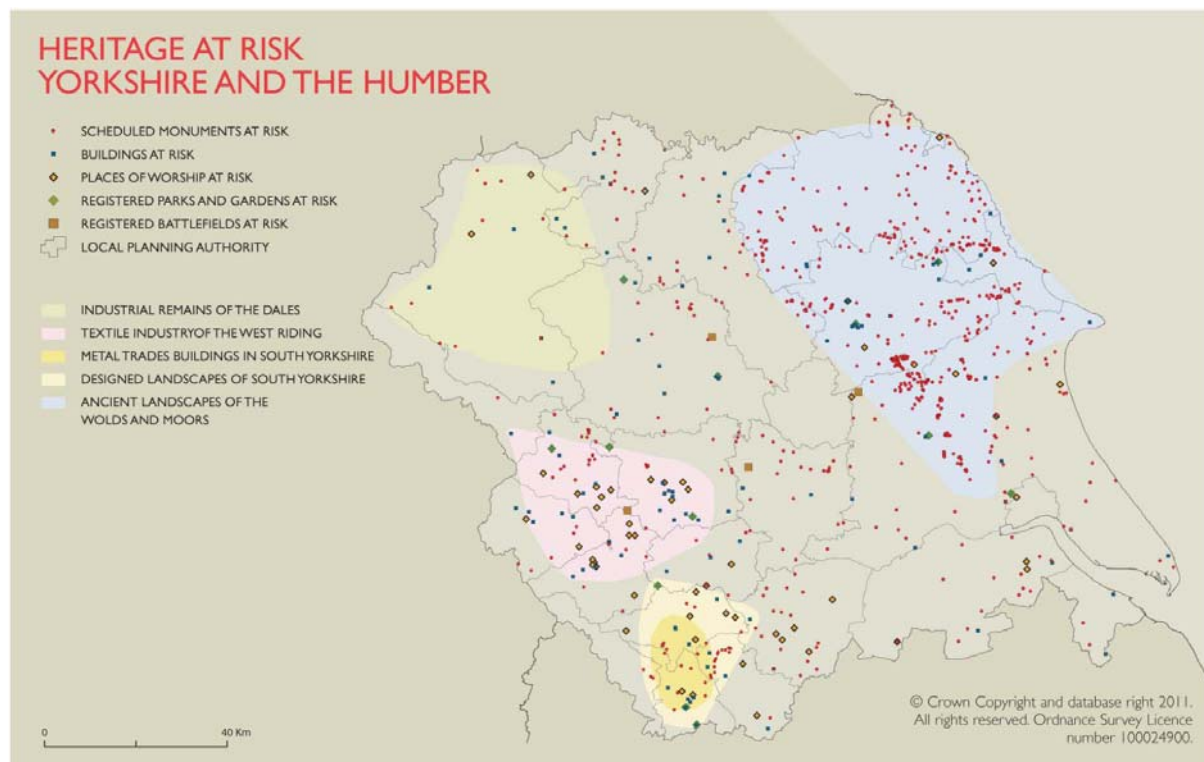 HERITAGE AT RISK
YORKSHIRE AND THE HUMBER
SCHEDULED MONUMENTS AT RISK
BUILDINGS AT RISK
PLACES OF WORSHIP AT RISK
REGISTERED PARKS AND GARDENS AT RISK
REGISTERED BATTLEFIELDS AT RISK
LOCAL PLANNING AUTHORITY
INDUSTRIAL REMAINS OF THE DALES
TEXTILE INDUSTRYOF THE WEST RIDING
METAL TRADES BUILDINGS IN SOUTH YORKSHIRE
DESIGNED LANDSCAPES OF SOUTH YORKSHIRE
ANCIENT LANDSCAPES OF THE
WOLDS AND MOORS
0 40 Km
© Crown Copyright and database right 2011.
All rights reserved. Ordnance Survey Licence
number 100024900.